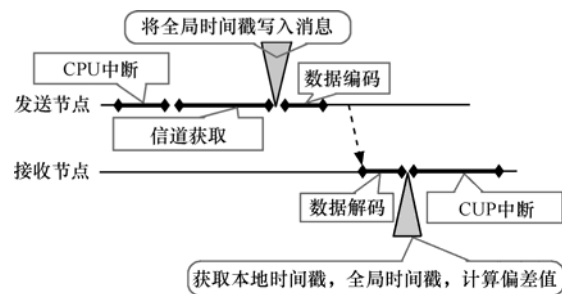 将全局时间戳写入消息
CPU中断
数据编码
发送节点
信道获取
接收节点
数据解码
CUP中断
获取本地时间戳，全局时间戳，计算偏差值